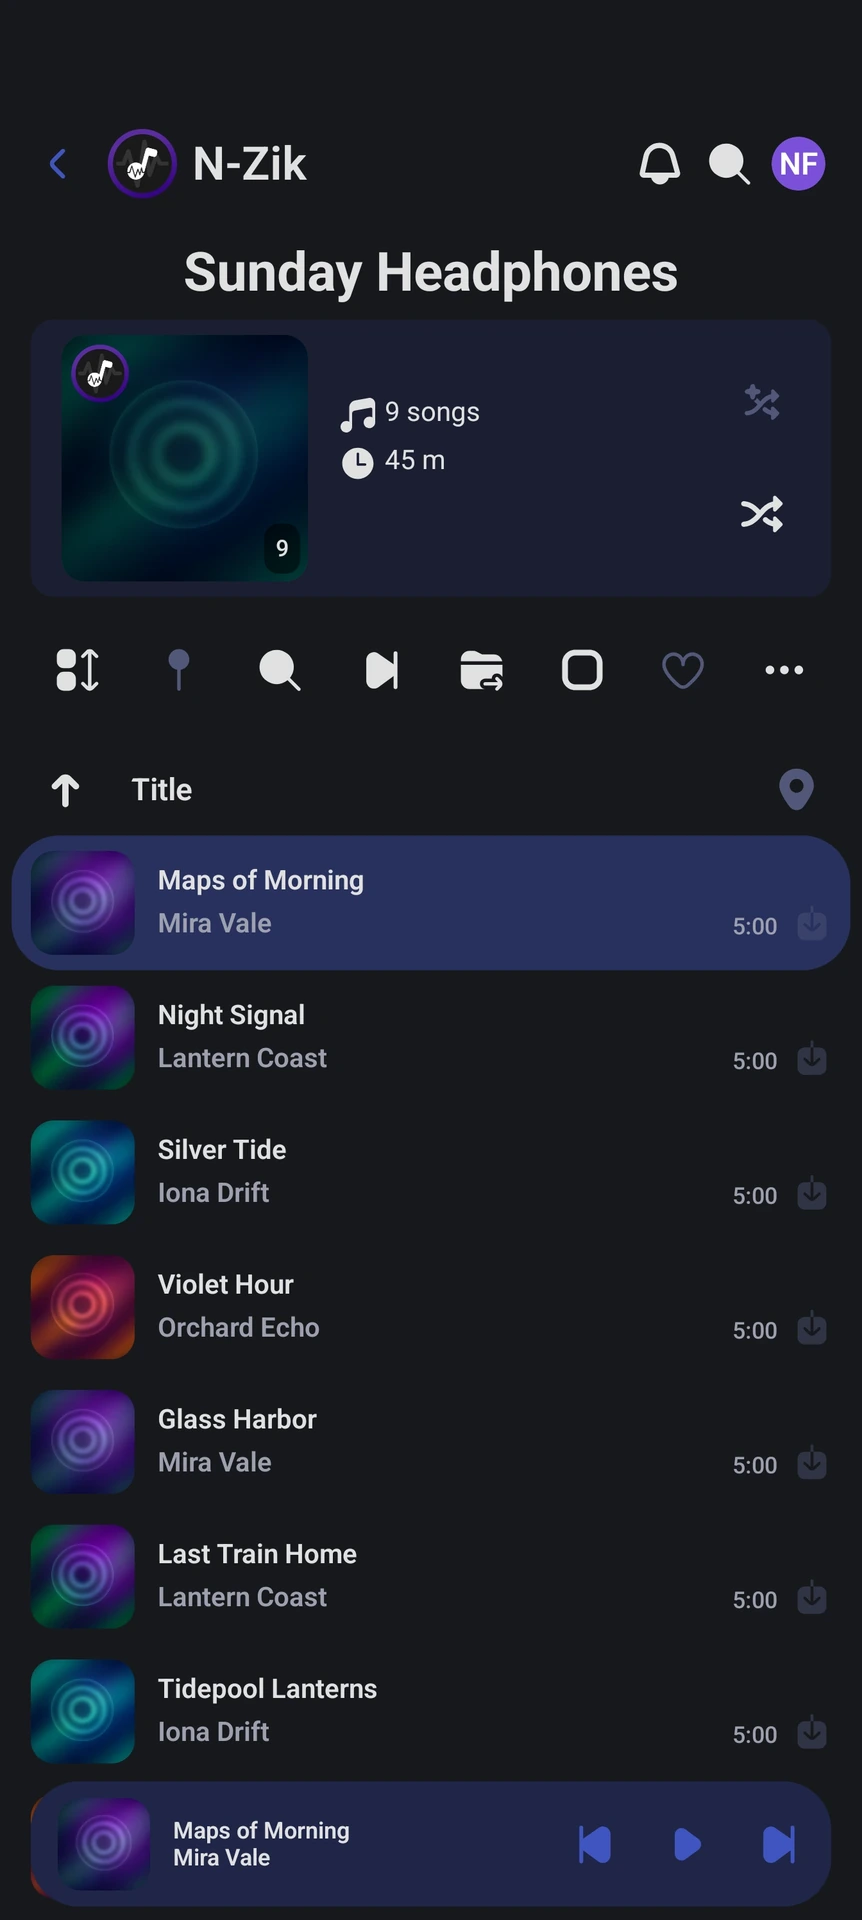 N-Zik
NF
Sunday Headphones
9 songs
45 m
9
Title
Maps of Morning
Mira Vale
5:00
Night Signal
Lantern Coast
5:00
Silver Tide
Iona Drift
5:00
Violet Hour
Orchard Echo
5:00
Glass Harbor
Mira Vale
5:00
Last Train Home
Lantern Coast
5:00
Tidepool Lanterns
Iona Drift
5:00
Maps of Morning
Mira Vale